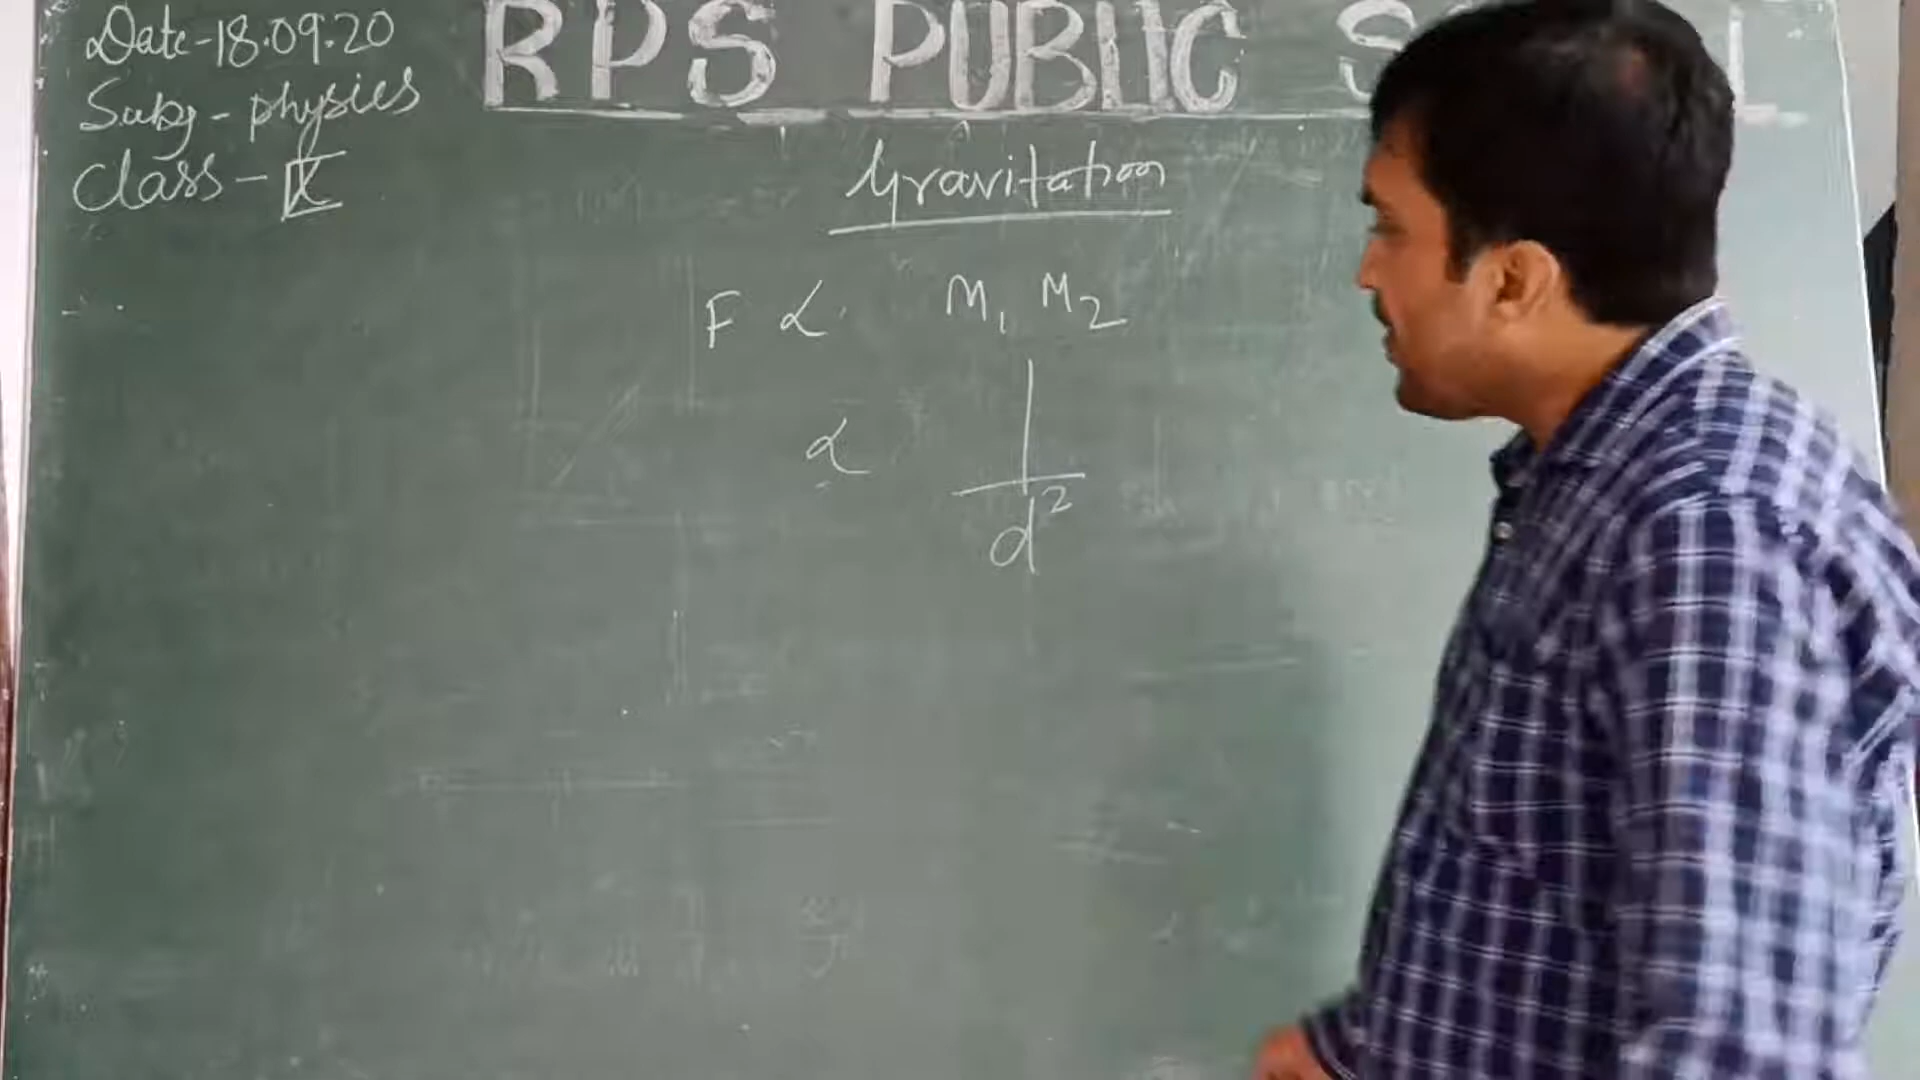 Date-18.09.20
RPS PUBLIC
Subj - physics
Class - IX
Gravitation
F ∝ M₁ M₂
∝ 1/d²